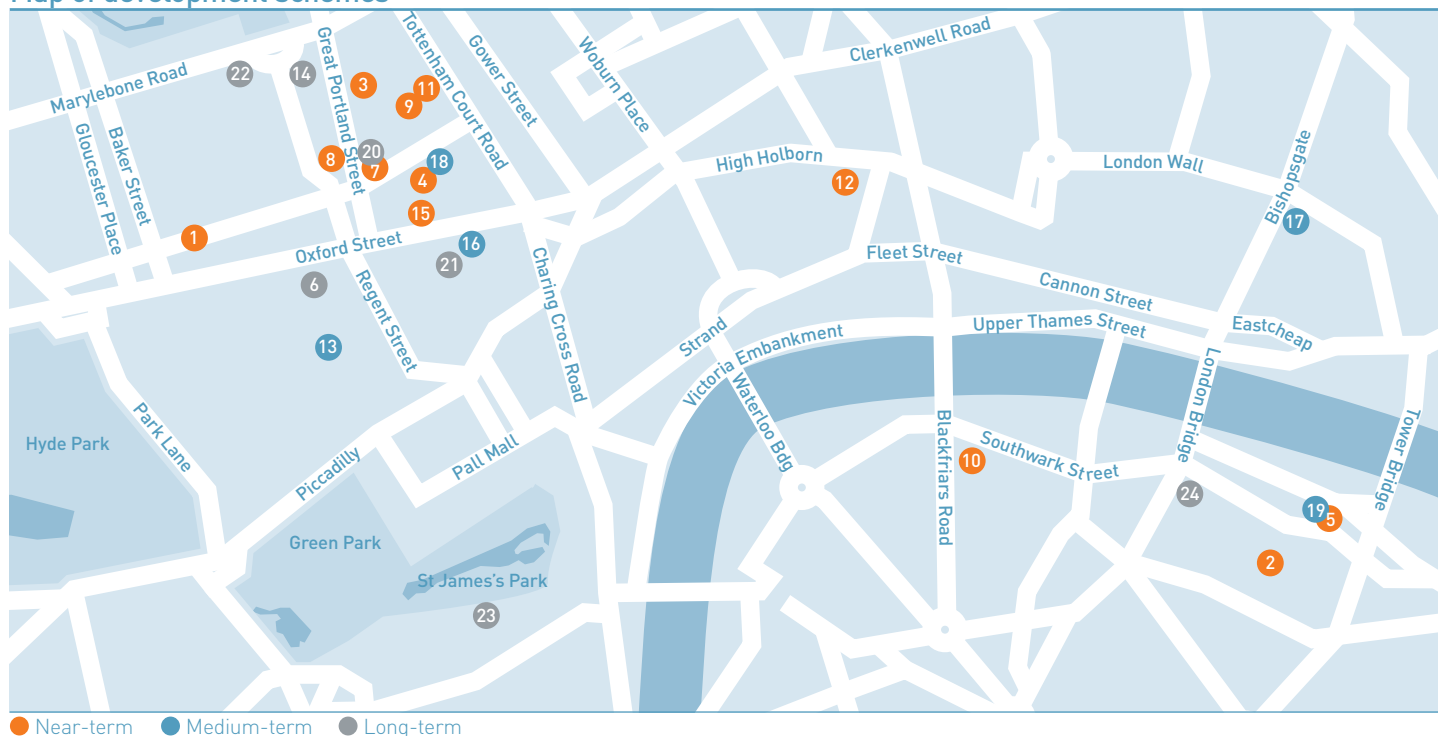 Map of development schemes
Marylebone Road
Gloucester Place
Baker Street
Great Portland Street
Tottenham Court Road
Gower Street
Woburn Place
Clerkenwell Road
22
14
3
11
9
8
20
7
18
4
15
1
Oxford Street
16
21
6
13
Regent Street
Charing Cross Road
High Holborn
12
London Wall
Bishopsgate
17
Fleet Street
Cannon Street
Upper Thames Street
Eastcheap
Strand
Victoria Embankment
Waterloo Bdg
London Bridge
Tower Bridge
Hyde Park
Park Lane
Piccadilly
Pall Mall
Green Park
St James's Park
23
Blackfriars Road
10
Southwark Street
24
19
5
2
Near-term
Medium-term
Long-term